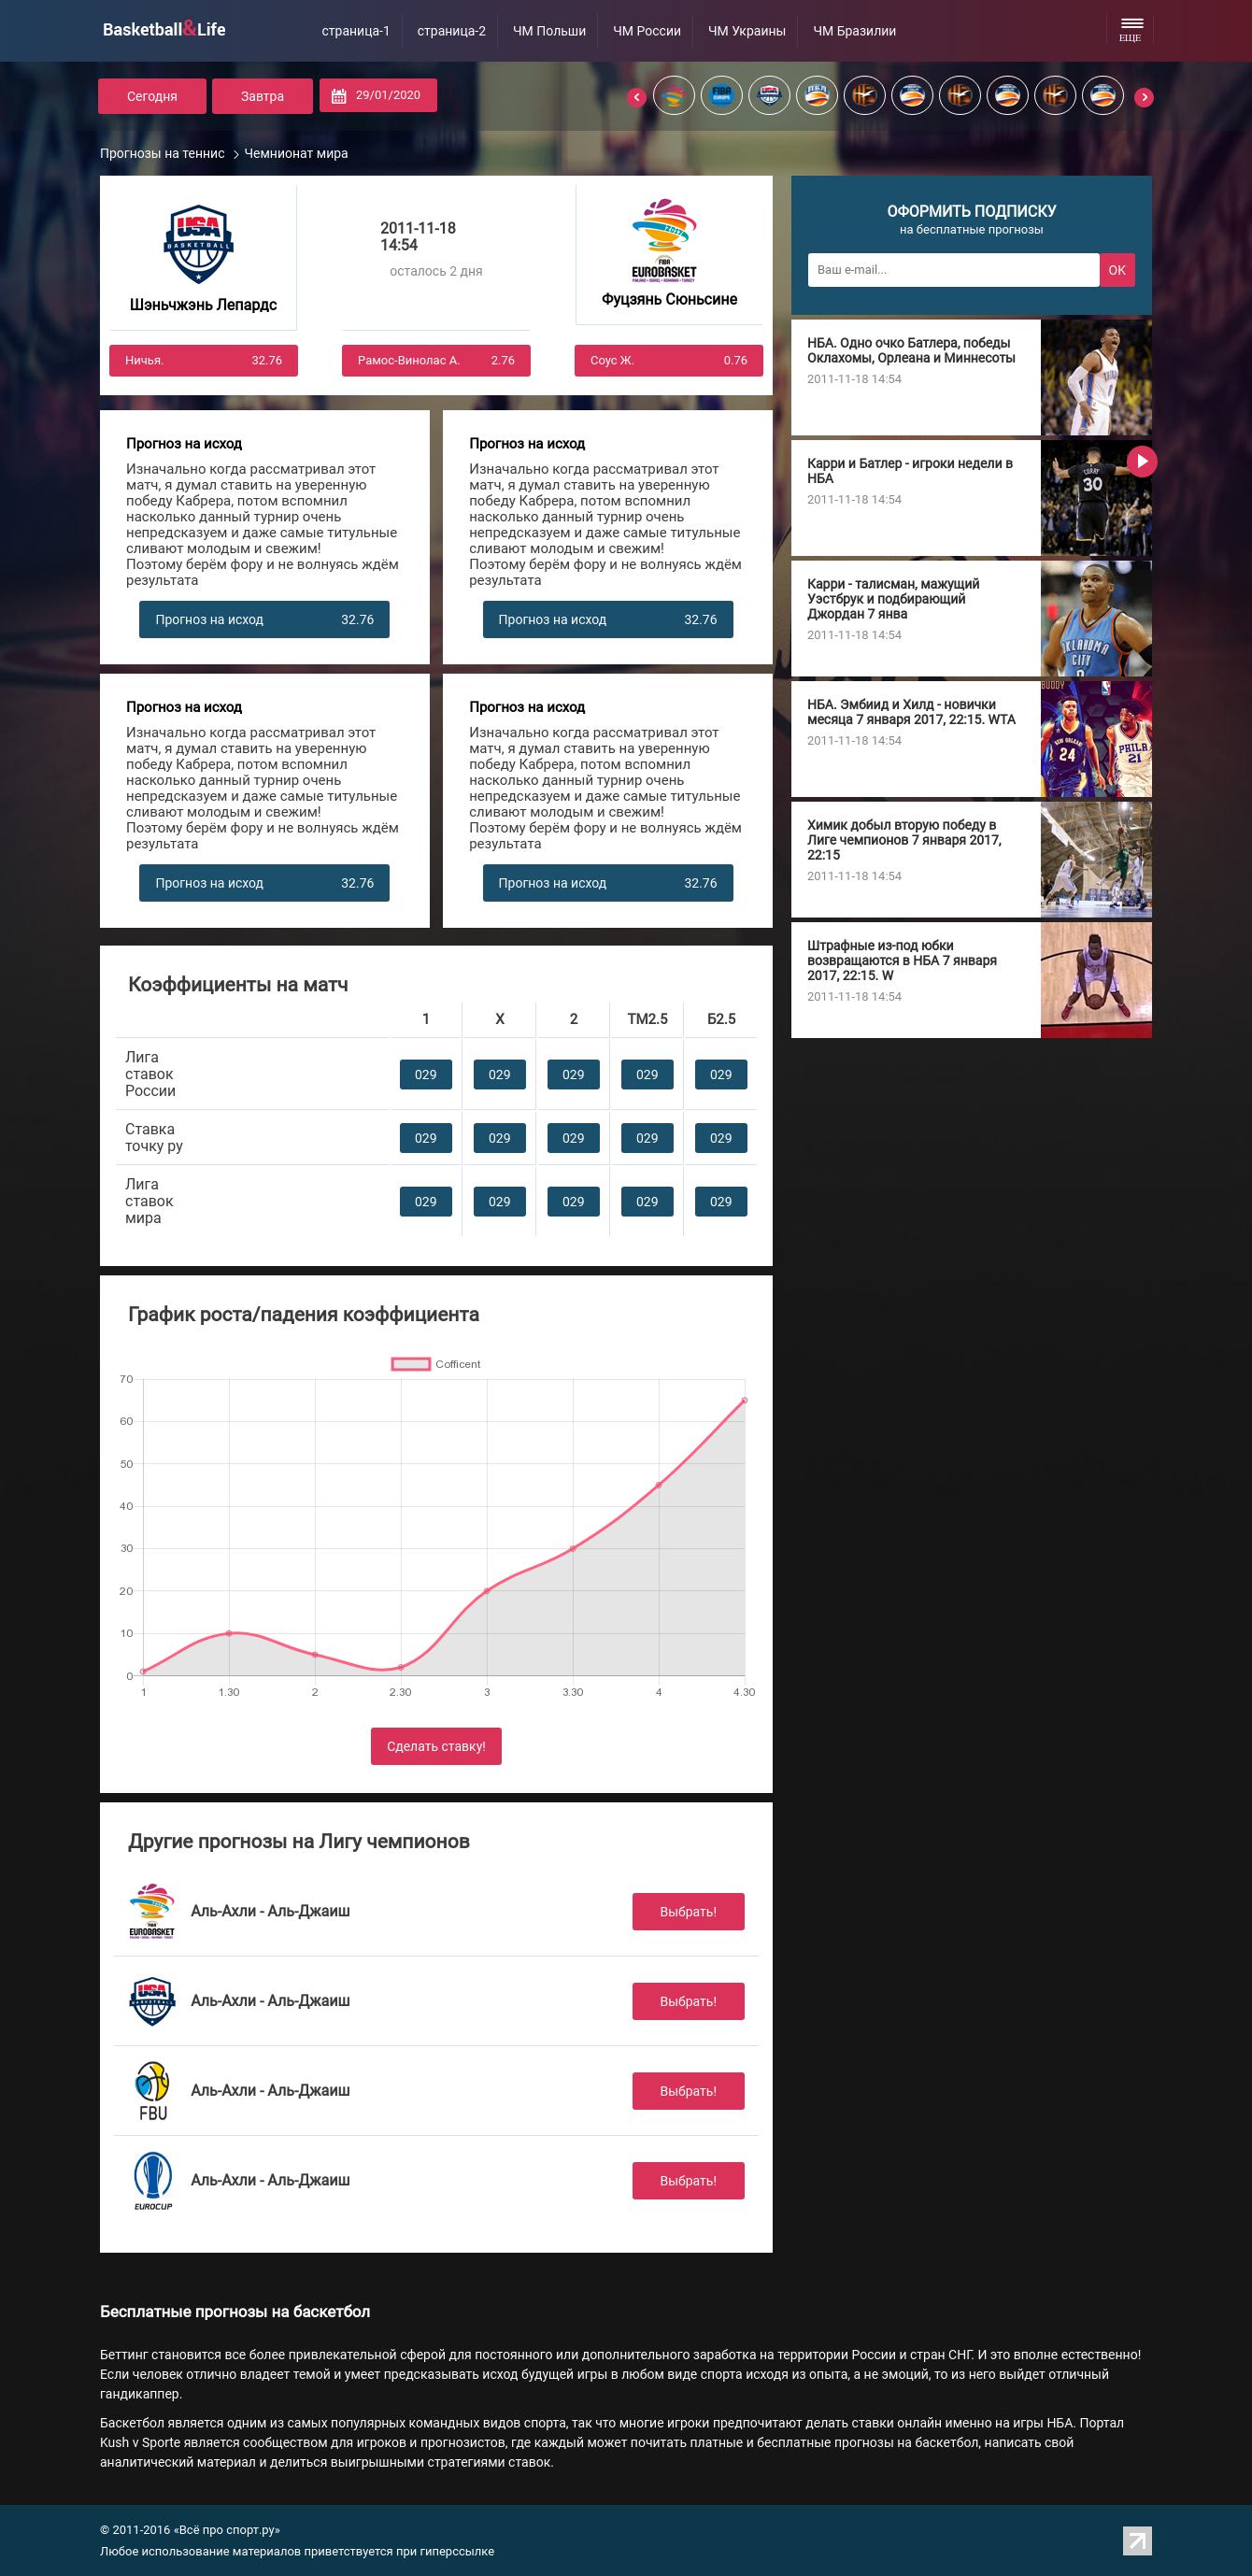 Basketball&Life
страница-1
страница-2
ЧМ Польши
ЧМ России
ЧМ Украины
ЧМ Бразилии
ЕЩЕ
Сегодня
Завтра
29/01/2020
Прогнозы на теннис
Чемнионат мира
USA
BASKETBALL
Шэньчжэнь Лепардс
2011-11-18
14:54
осталось 2 дня
2017
FIBA
EUROBASKET
Фуцзянь Сюньсине
Ничья. 32.76
Рамос-Винолас А. 2.76
Соус Ж. 0.76
Прогноз на исход
Изначально когда рассматривал этот
матч, я думал ставить на уверенную
победу Кабрера, потом вспомнил
насколько данный турнир очень
непредсказуем и даже самые титульные
сливают молодым и свежим!
Поэтому берём фору и не волнуясь ждём
результата
Прогноз на исход 32.76
Прогноз на исход
Изначально когда рассматривал этот
матч, я думал ставить на уверенную
победу Кабрера, потом вспомнил
насколько данный турнир очень
непредсказуем и даже самые титульные
сливают молодым и свежим!
Поэтому берём фору и не волнуясь ждём
результата
Прогноз на исход 32.76
Прогноз на исход
Изначально когда рассматривал этот
матч, я думал ставить на уверенную
победу Кабрера, потом вспомнил
насколько данный турнир очень
непредсказуем и даже самые титульные
сливают молодым и свежим!
Поэтому берём фору и не волнуясь ждём
результата
Прогноз на исход 32.76
Прогноз на исход
Изначально когда рассматривал этот
матч, я думал ставить на уверенную
победу Кабрера, потом вспомнил
насколько данный турнир очень
непредсказуем и даже самые титульные
сливают молодым и свежим!
Поэтому берём фору и не волнуясь ждём
результата
Прогноз на исход 32.76
Коэффициенты на матч
1 X 2 ТМ2.5 Б2.5
Лига
ставок
России
029 029 029 029 029
Ставка
точку ру
029 029 029 029 029
Лига
ставок
мира
029 029 029 029 029
График роста/падения коэффициента
Cofficent
70
60
50
40
30
20
10
0
1 1.30 2 2.30 3 3.30 4 4.30
Сделать ставку!
Другие прогнозы на Лигу чемпионов
EUROBASKET
Аль-Ахли - Аль-Джаиш
Выбрать!
USA
BASKETBALL
Аль-Ахли - Аль-Джаиш
Выбрать!
FBU
Аль-Ахли - Аль-Джаиш
Выбрать!
EUROCUP
Аль-Ахли - Аль-Джаиш
Выбрать!
ОФОРМИТЬ ПОДПИСКУ
на бесплатные прогнозы
Ваш e-mail...
OK
НБА. Одно очко Батлера, победы
Оклахомы, Орлеана и Миннесоты
2011-11-18 14:54
Карри и Батлер - игроки недели в
НБА
2011-11-18 14:54
CURRY
30
Карри - талисман, мажущий
Уэстбрук и подбирающий
Джордан 7 янва
2011-11-18 14:54
OKLAHOMA
CITY
НБА. Эмбиид и Хилд - новички
месяца 7 января 2017, 22:15. WTA
2011-11-18 14:54
BUDDY
NEW ORLEANS
24
PHILA
21
Химик добыл вторую победу в
Лиге чемпионов 7 января 2017,
22:15
2011-11-18 14:54
Штрафные из-под юбки
возвращаются в НБА 7 января
2017, 22:15. W
2011-11-18 14:54
Бесплатные прогнозы на баскетбол
Беттинг становится все более привлекательной сферой для постоянного или дополнительного заработка на территории России и стран СНГ. И это вполне естественно!
Если человек отлично владеет темой и умеет предсказывать исход будущей игры в любом виде спорта исходя из опыта, а не эмоций, то из него выйдет отличный
гандикаппер.
Баскетбол является одним из самых популярных командных видов спорта, так что многие игроки предпочитают делать ставки онлайн именно на игры НБА. Портал
Kush v Sporte является сообществом для игроков и прогнозистов, где каждый может почитать платные и бесплатные прогнозы на баскетбол, написать свой
аналитический материал и делиться выигрышными стратегиями ставок.
© 2011-2016 «Всё про спорт.ру»
Любое использование материалов приветствуется при гиперссылке